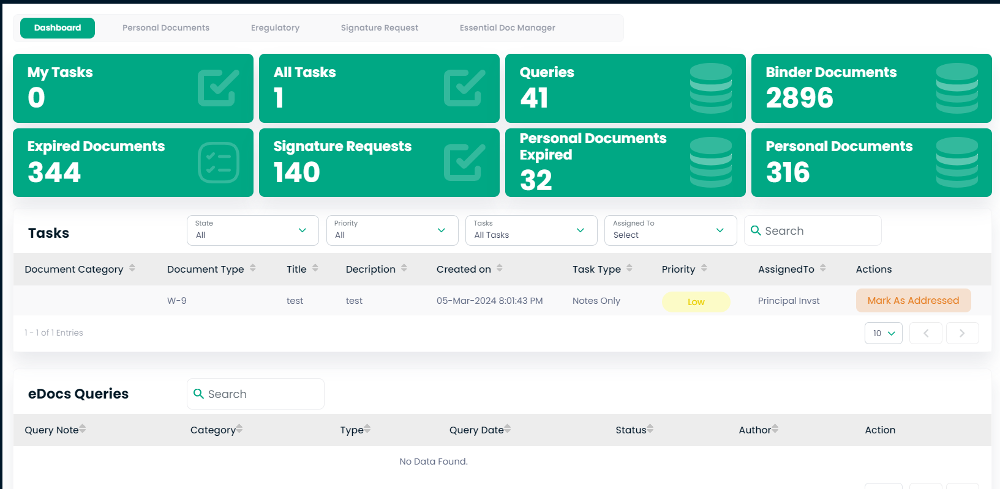 Dashboard Personal Documents Eregulatory Signature Request Essential Doc Manager
My Tasks
0
All Tasks
1
Queries
41
Binder Documents
2896
Expired Documents
344
Signature Requests
140
Personal Documents
Expired
32
Personal Documents
316
Tasks
State
All
Priority
All
Tasks
All Tasks
Assigned To
Select
Search
Document Category Document Type Title Decription Created on Task Type Priority AssignedTo Actions
W-9 test test 05-Mar-2024 8:01:43 PM Notes Only Low Principal Invst Mark As Addressed
1 - 1 of 1 Entries
10
eDocs Queries
Search
Query Note Category Type Query Date Status Author Action
No Data Found.